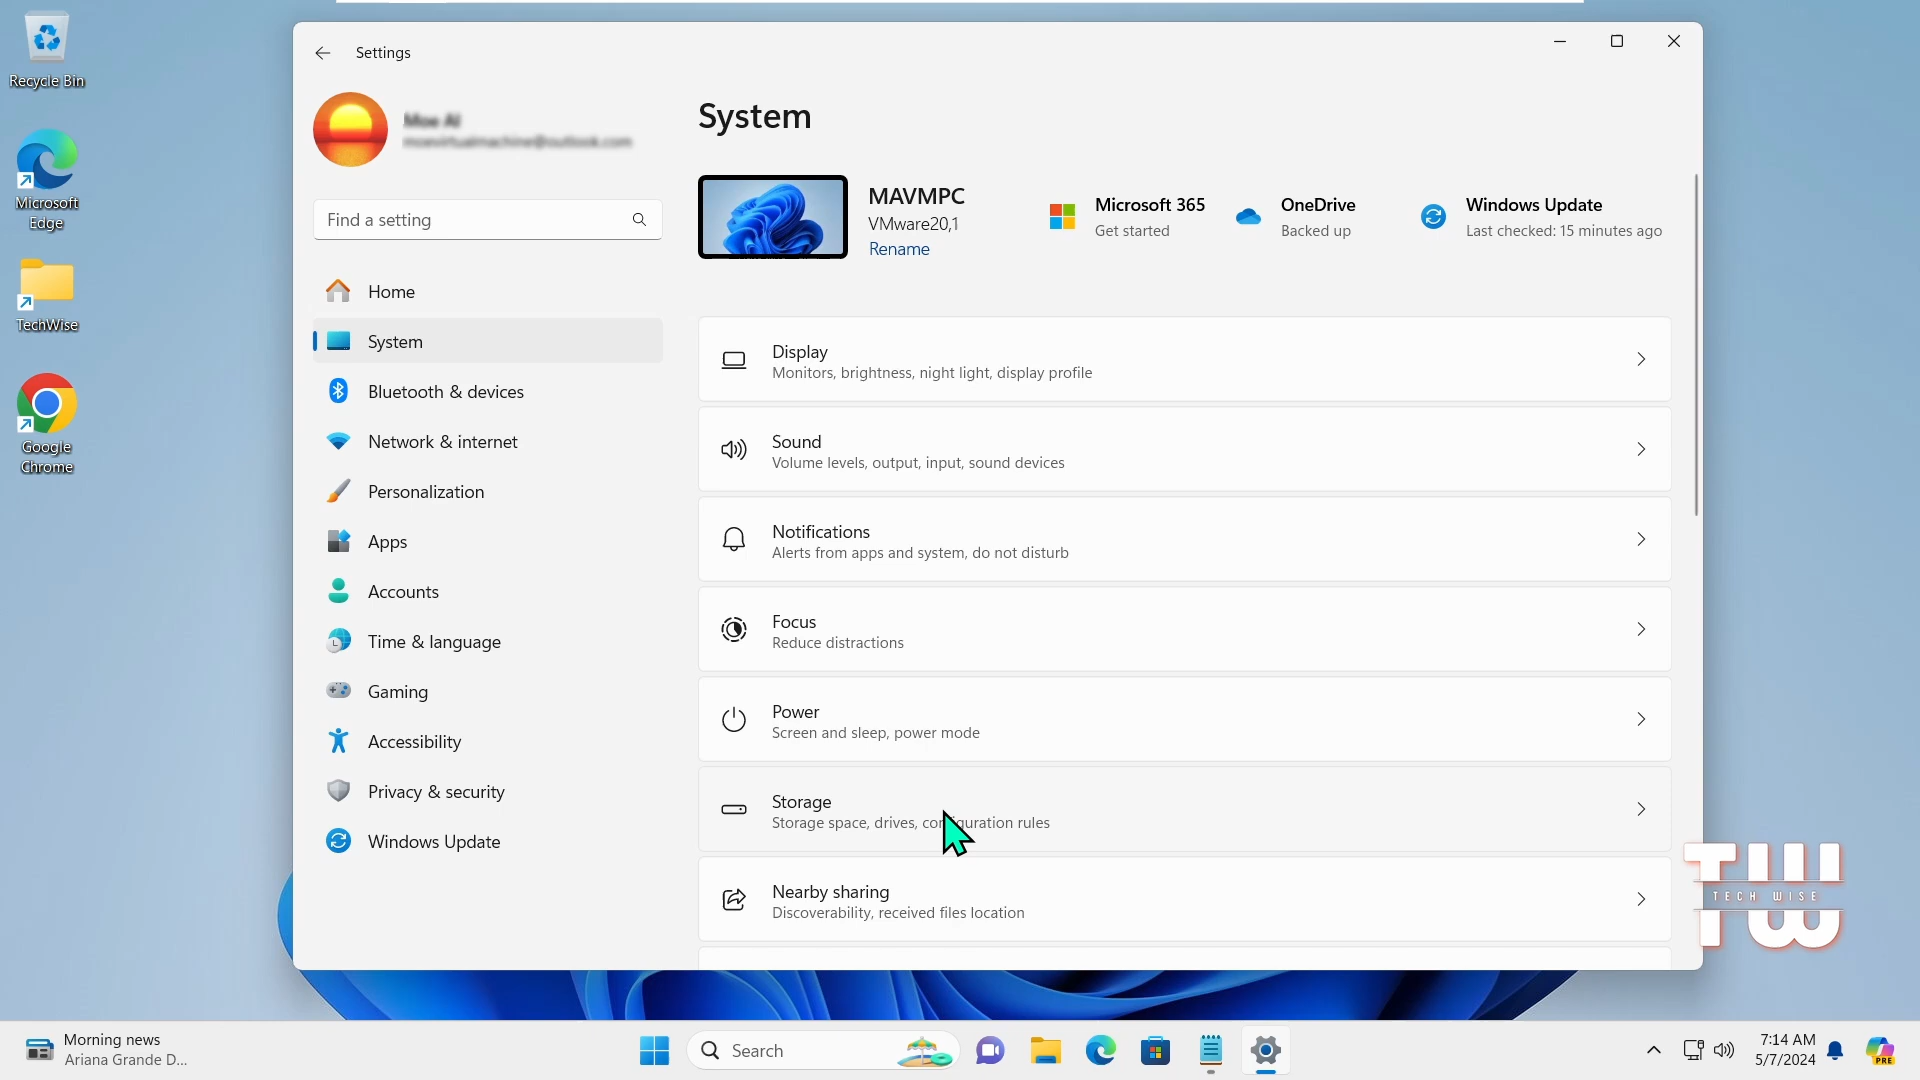 Recycle Bin
Microsoft
Edge
TechWise
Google
Chrome
Settings
Find a setting
Home
System
Bluetooth & devices
Network & internet
Personalization
Apps
Accounts
Time & language
Gaming
Accessibility
Privacy & security
Windows Update
System
MAVMPC
VMware20,1
Rename
Microsoft 365
Get started
OneDrive
Backed up
Windows Update
Last checked: 15 minutes ago
Display
Monitors, brightness, night light, display profile
Sound
Volume levels, output, input, sound devices
Notifications
Alerts from apps and system, do not disturb
Focus
Reduce distractions
Power
Screen and sleep, power mode
Storage
Storage space, drives, configuration rules
Nearby sharing
Discoverability, received files location
TW
TECH WISE
TW
Morning news
Ariana Grande D...
Search
7:14 AM
5/7/2024
PRE